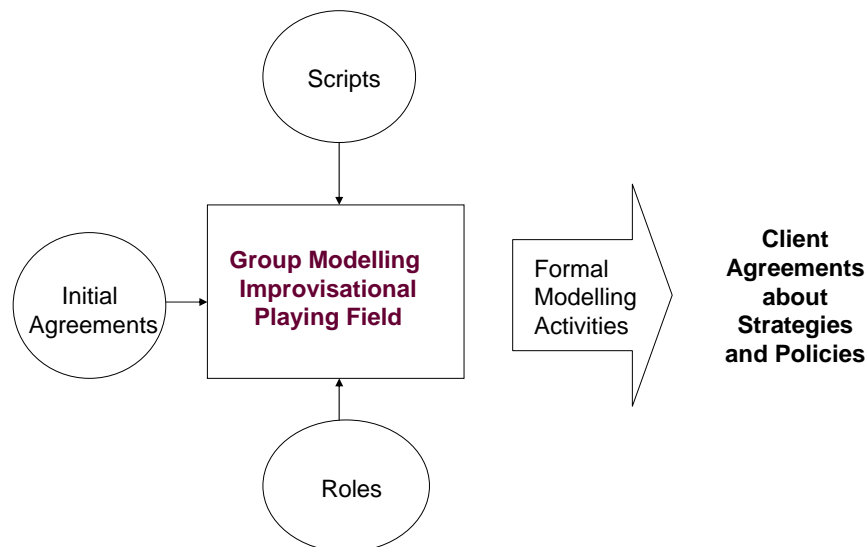 Scripts
Group Modelling
Improvisational
Playing Field
Initial
Agreements
Formal
Modelling
Activities
Client
Agreements
about
Strategies
and Policies
Roles